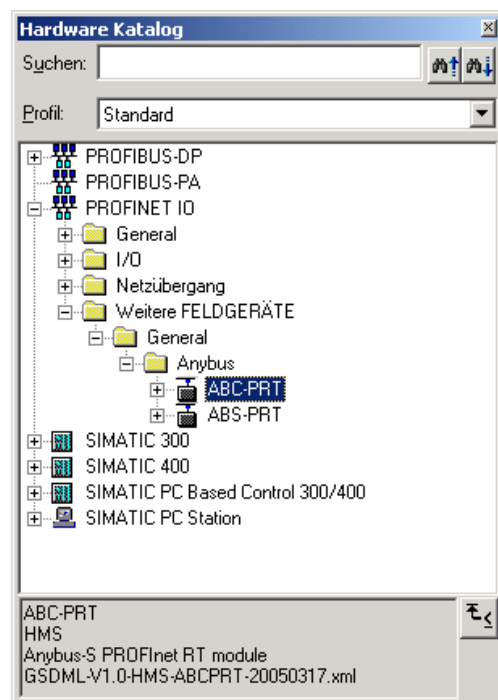 Hardware Katalog
Suchen:
Profil: Standard
PROFIBUS-DP
PROFIBUS-PA
PROFINET IO
General
I/O
Netzübergang
Weitere FELDGERÄTE
General
Anybus
ABC-PRT
ABS-PRT
SIMATIC 300
SIMATIC 400
SIMATIC PC Based Control 300/400
SIMATIC PC Station
ABC-PRT
HMS
Anybus-S PROFInet RT module
GSDML-V1.0-HMS-ABCPRT-20050317.xml